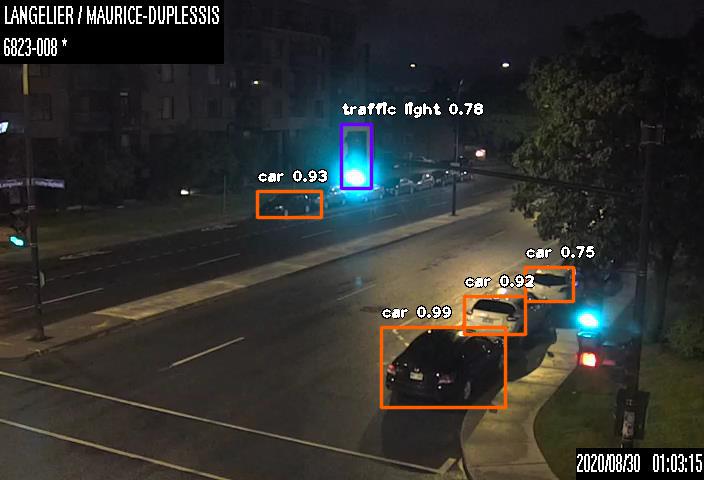 LANGELIER / MAURICE-DUPLESSIS
6823-008 *
traffic light 0.78
car 0.93
car 0.75
car 0.92
car 0.99
2020/08/30 01:03:15